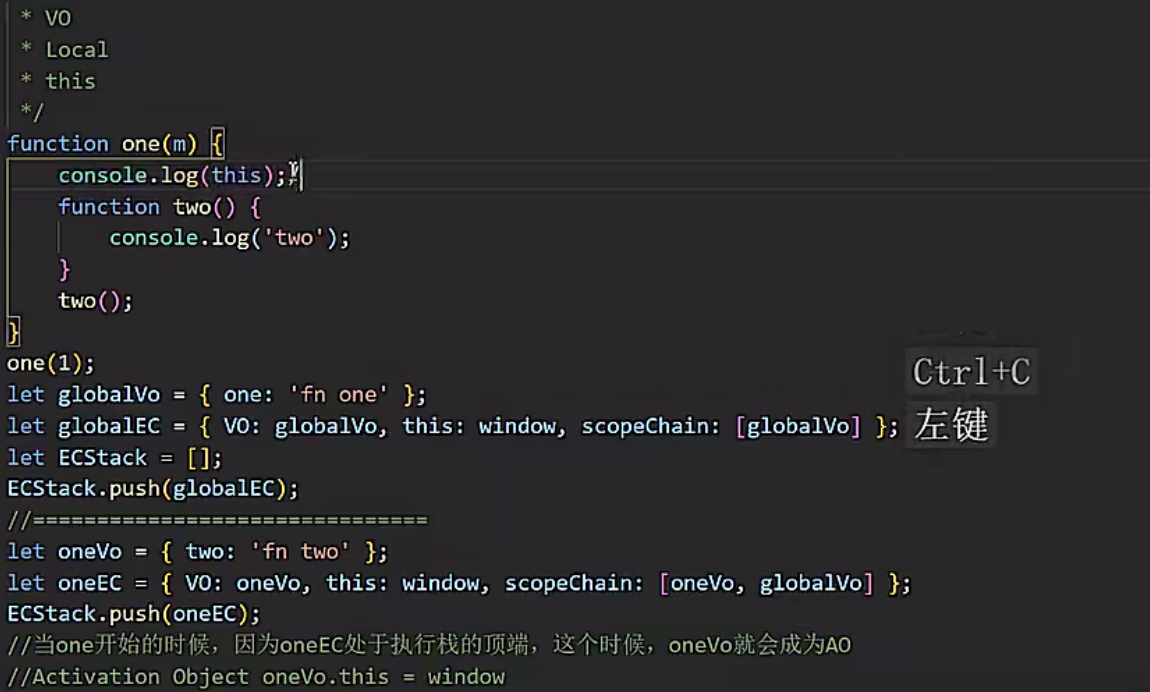 * VO
* Local
* this
*/
function one(m) {
console.log(this);
function two() {
console.log('two');
}
two();
}
one(1);
let globalVo = { one: 'fn one' };
let globalEC = { VO: globalVo, this: window, scopeChain: [globalVo] };
let ECStack = [];
ECStack.push(globalEC);
//===============================
let oneVo = { two: 'fn two' };
let oneEC = { VO: oneVo, this: window, scopeChain: [oneVo, globalVo] };
ECStack.push(oneEC);
//当one开始的时候，因为oneEC处于执行栈的顶端，这个时候，oneVo就会成为AO
//Activation Object oneVo.this = window
Ctrl+C
左键